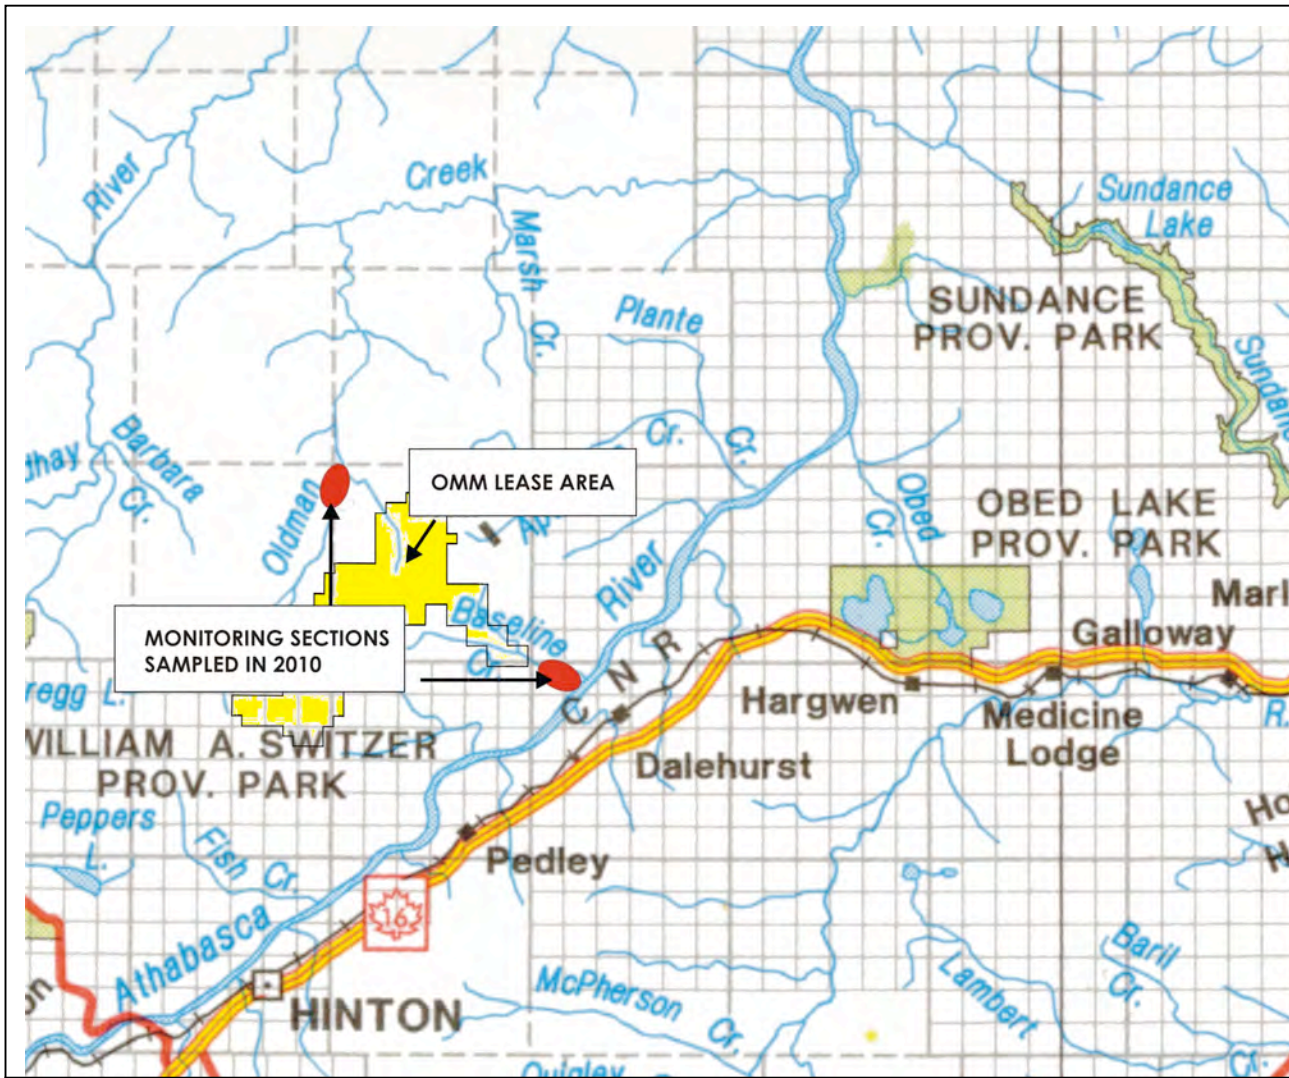 River
Creek
Marsh
Cr.
Plante
Cr.
Sundance
Lake
SUNDANCE
PROV. PARK
Barbara
Cr.
Oldman
OMM LEASE AREA
Cr.
Obed
Cr.
OBED LAKE
PROV. PARK
River
Baseline
Cr
MONITORING SECTIONS
SAMPLED IN 2010
C N R
Galloway
Hargwen
Medicine
Lodge
R.
Dalehurst
WILLIAM A. SWITZER
PROV. PARK
Peppers
L.
Fish Cr.
Pedley
16
Athabasca
HINTON
McPherson
Cr.
Lambert
Cr.
Baril
Cr.